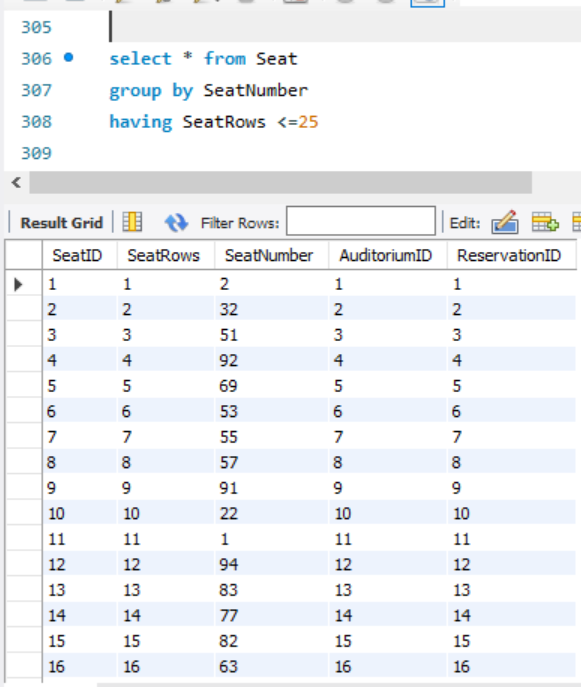 305
306 select * from Seat
307 group by SeatNumber
308 having SeatRows <=25
309
Result Grid Filter Rows: Edit:
SeatID SeatRows SeatNumber AuditoriumID ReservationID
1 1 2 1 1
2 2 32 2 2
3 3 51 3 3
4 4 92 4 4
5 5 69 5 5
6 6 53 6 6
7 7 55 7 7
8 8 57 8 8
9 9 91 9 9
10 10 22 10 10
11 11 1 11 11
12 12 94 12 12
13 13 83 13 13
14 14 77 14 14
15 15 82 15 15
16 16 63 16 16